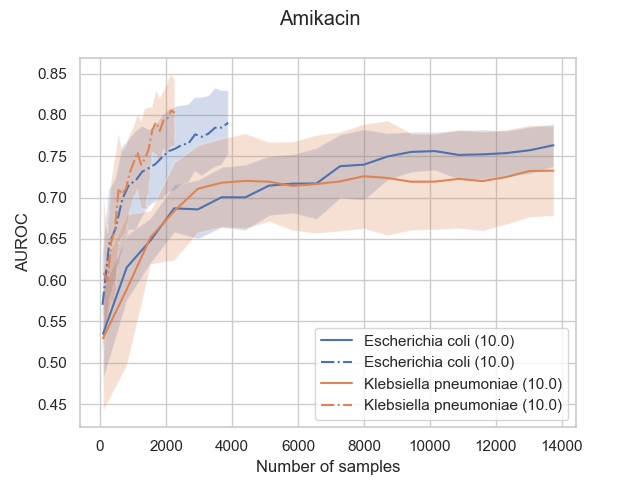 Amikacin
0.85
0.80
0.75
0.70
0.65
0.60
0.55
0.50
0.45
AUROC
0
2000
4000
6000
8000
10000
12000
14000
Number of samples
Escherichia coli (10.0)
Escherichia coli (10.0)
Klebsiella pneumoniae (10.0)
Klebsiella pneumoniae (10.0)